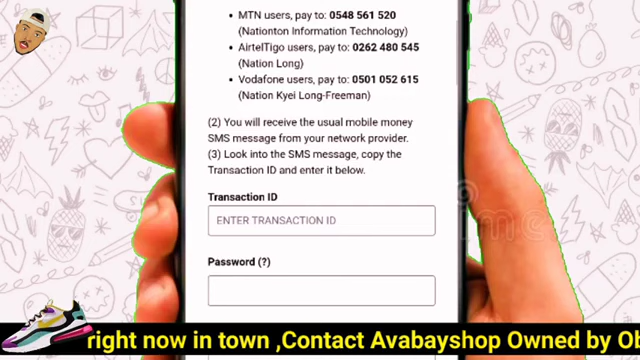 MTN users, pay to: 0548 561 520
(Nationton Information Technology)
AirtelTigo users, pay to: 0262 480 545
(Nation Long)
Vodafone users, pay to: 0501 052 615
(Nation Kyei Long-Freeman)
(2) You will receive the usual mobile money
SMS message from your network provider.
(3) Look into the SMS message, copy the
Transaction ID and enter it below.
Transaction ID
ENTER TRANSACTION ID
Password (?)
right now in town ,Contact Avabayshop Owned by